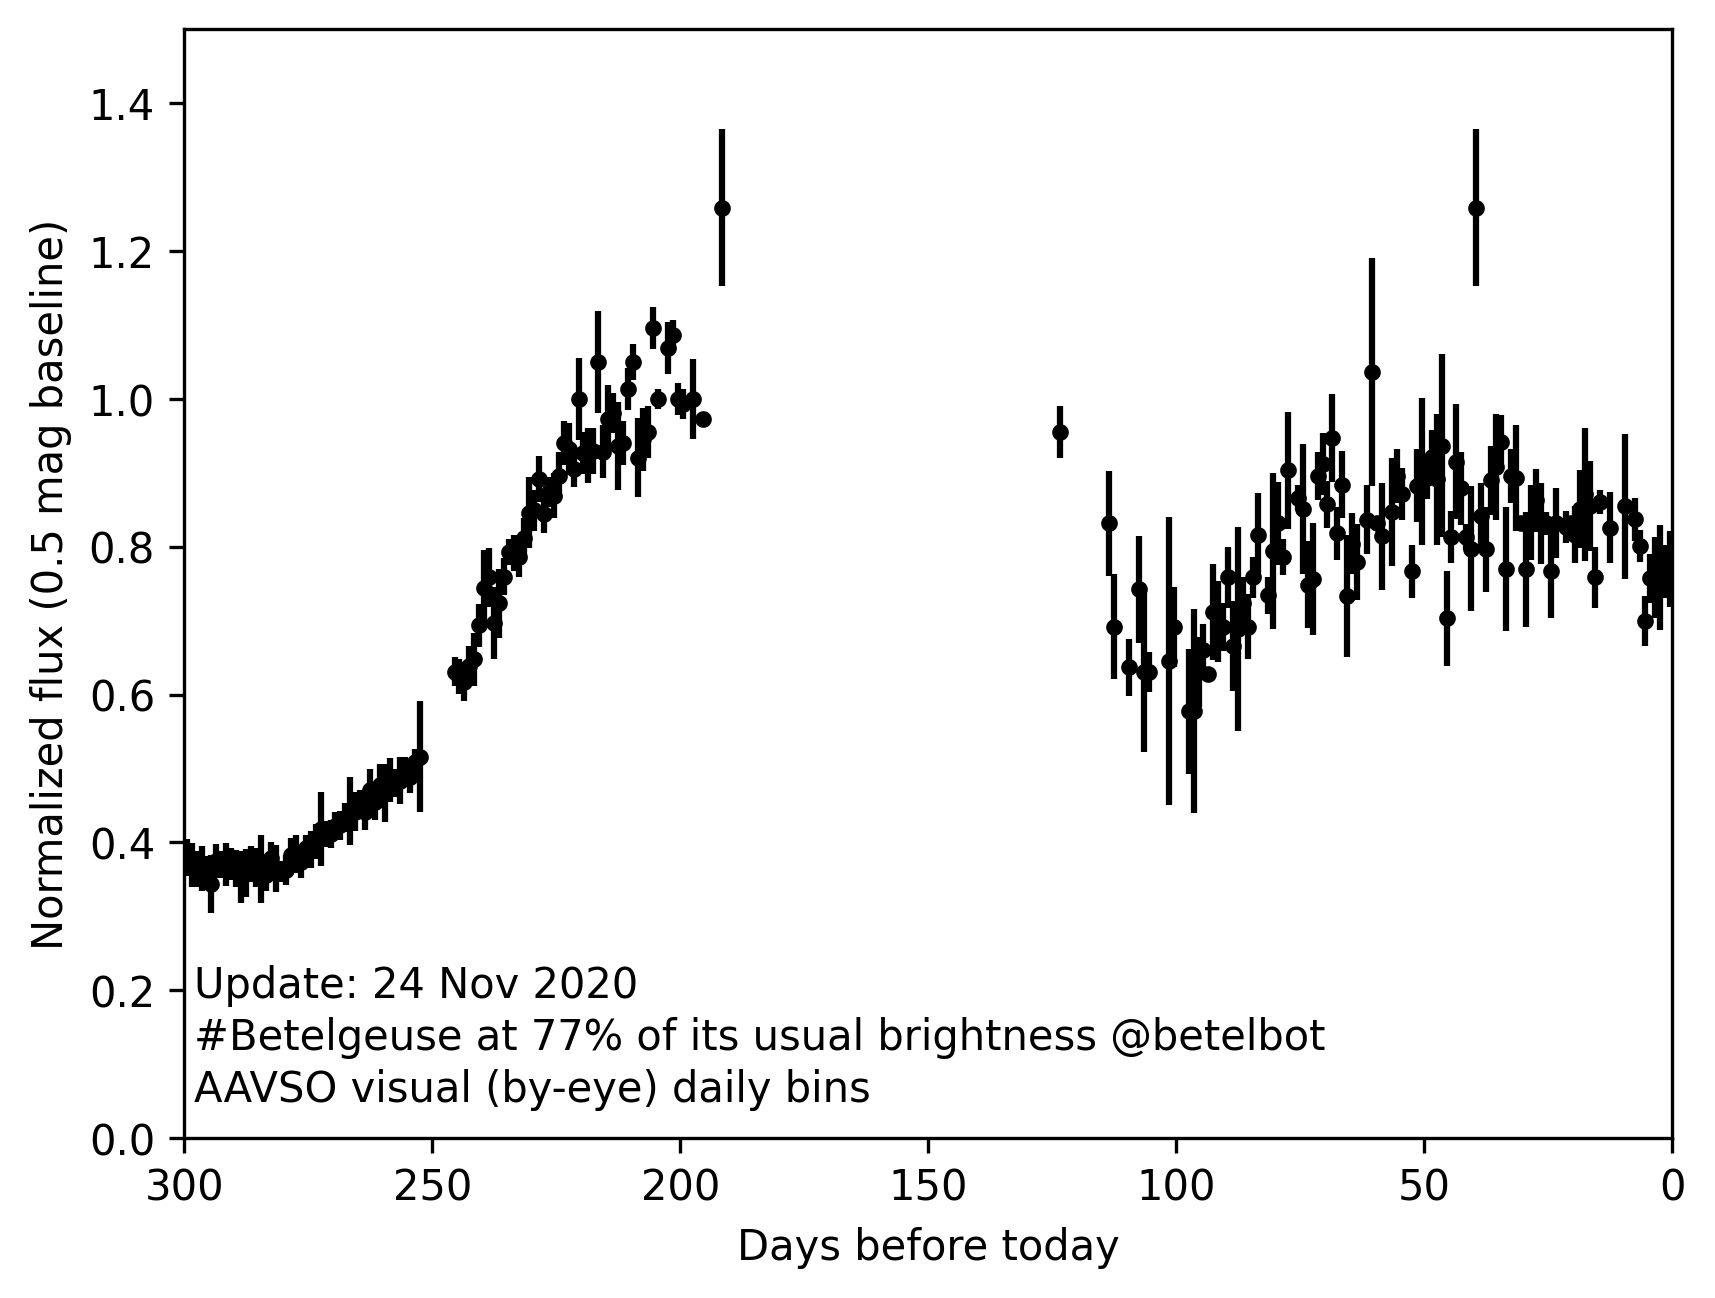 1.4
1.2
1.0
0.8
0.6
0.4
0.2
0.0
Normalized flux (0.5 mag baseline)
Update: 24 Nov 2020
#Betelgeuse at 77% of its usual brightness @betelbot
AAVSO visual (by-eye) daily bins
300 250 200 150 100 50 0
Days before today